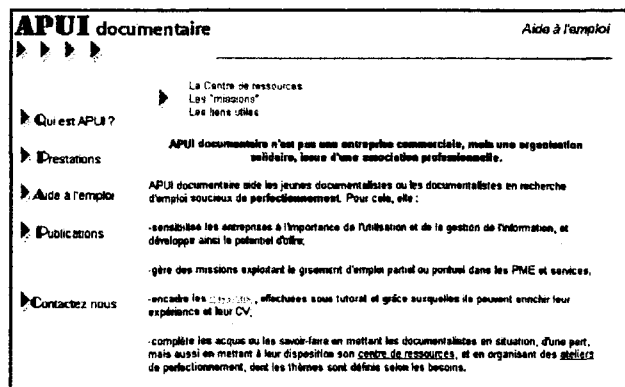 APUI documentaire
Aide à l'emploi
Le Centre de ressources
Les "missions"
Les liens utiles
Qui est APUI ?
APUI documentaire n'est pas une entreprise commerciale, mais une organisation
solidaire, issue d'une association professionnelle.
Prestations
Aide à l'emploi
APUI documentaire aide les jeunes documentalistes ou les documentalistes en recherche
d'emploi soucieux de perfectionnement. Pour cela, elle :
Publications
-sensibilise les entreprises à l'importance de l'utilisation et de la gestion de l'information, et
développe ainsi le potentiel d'offre;
-gère des missions exploitant le gisement d'emploi partiel ou ponctuel dans les PME et services,
Contactez nous
-encadre les , effectuées sous tutorat et grâce auxquelles ils peuvent enrichir leur
expérience et leur CV,
-complète les acquis ou les savoir-faire en mettant les documentalistes en situation, d'une part,
mais aussi en mettant à leur disposition son centre de ressources, et en organisant des ateliers
de perfectionnement, dont les thèmes sont définis selon les besoins.